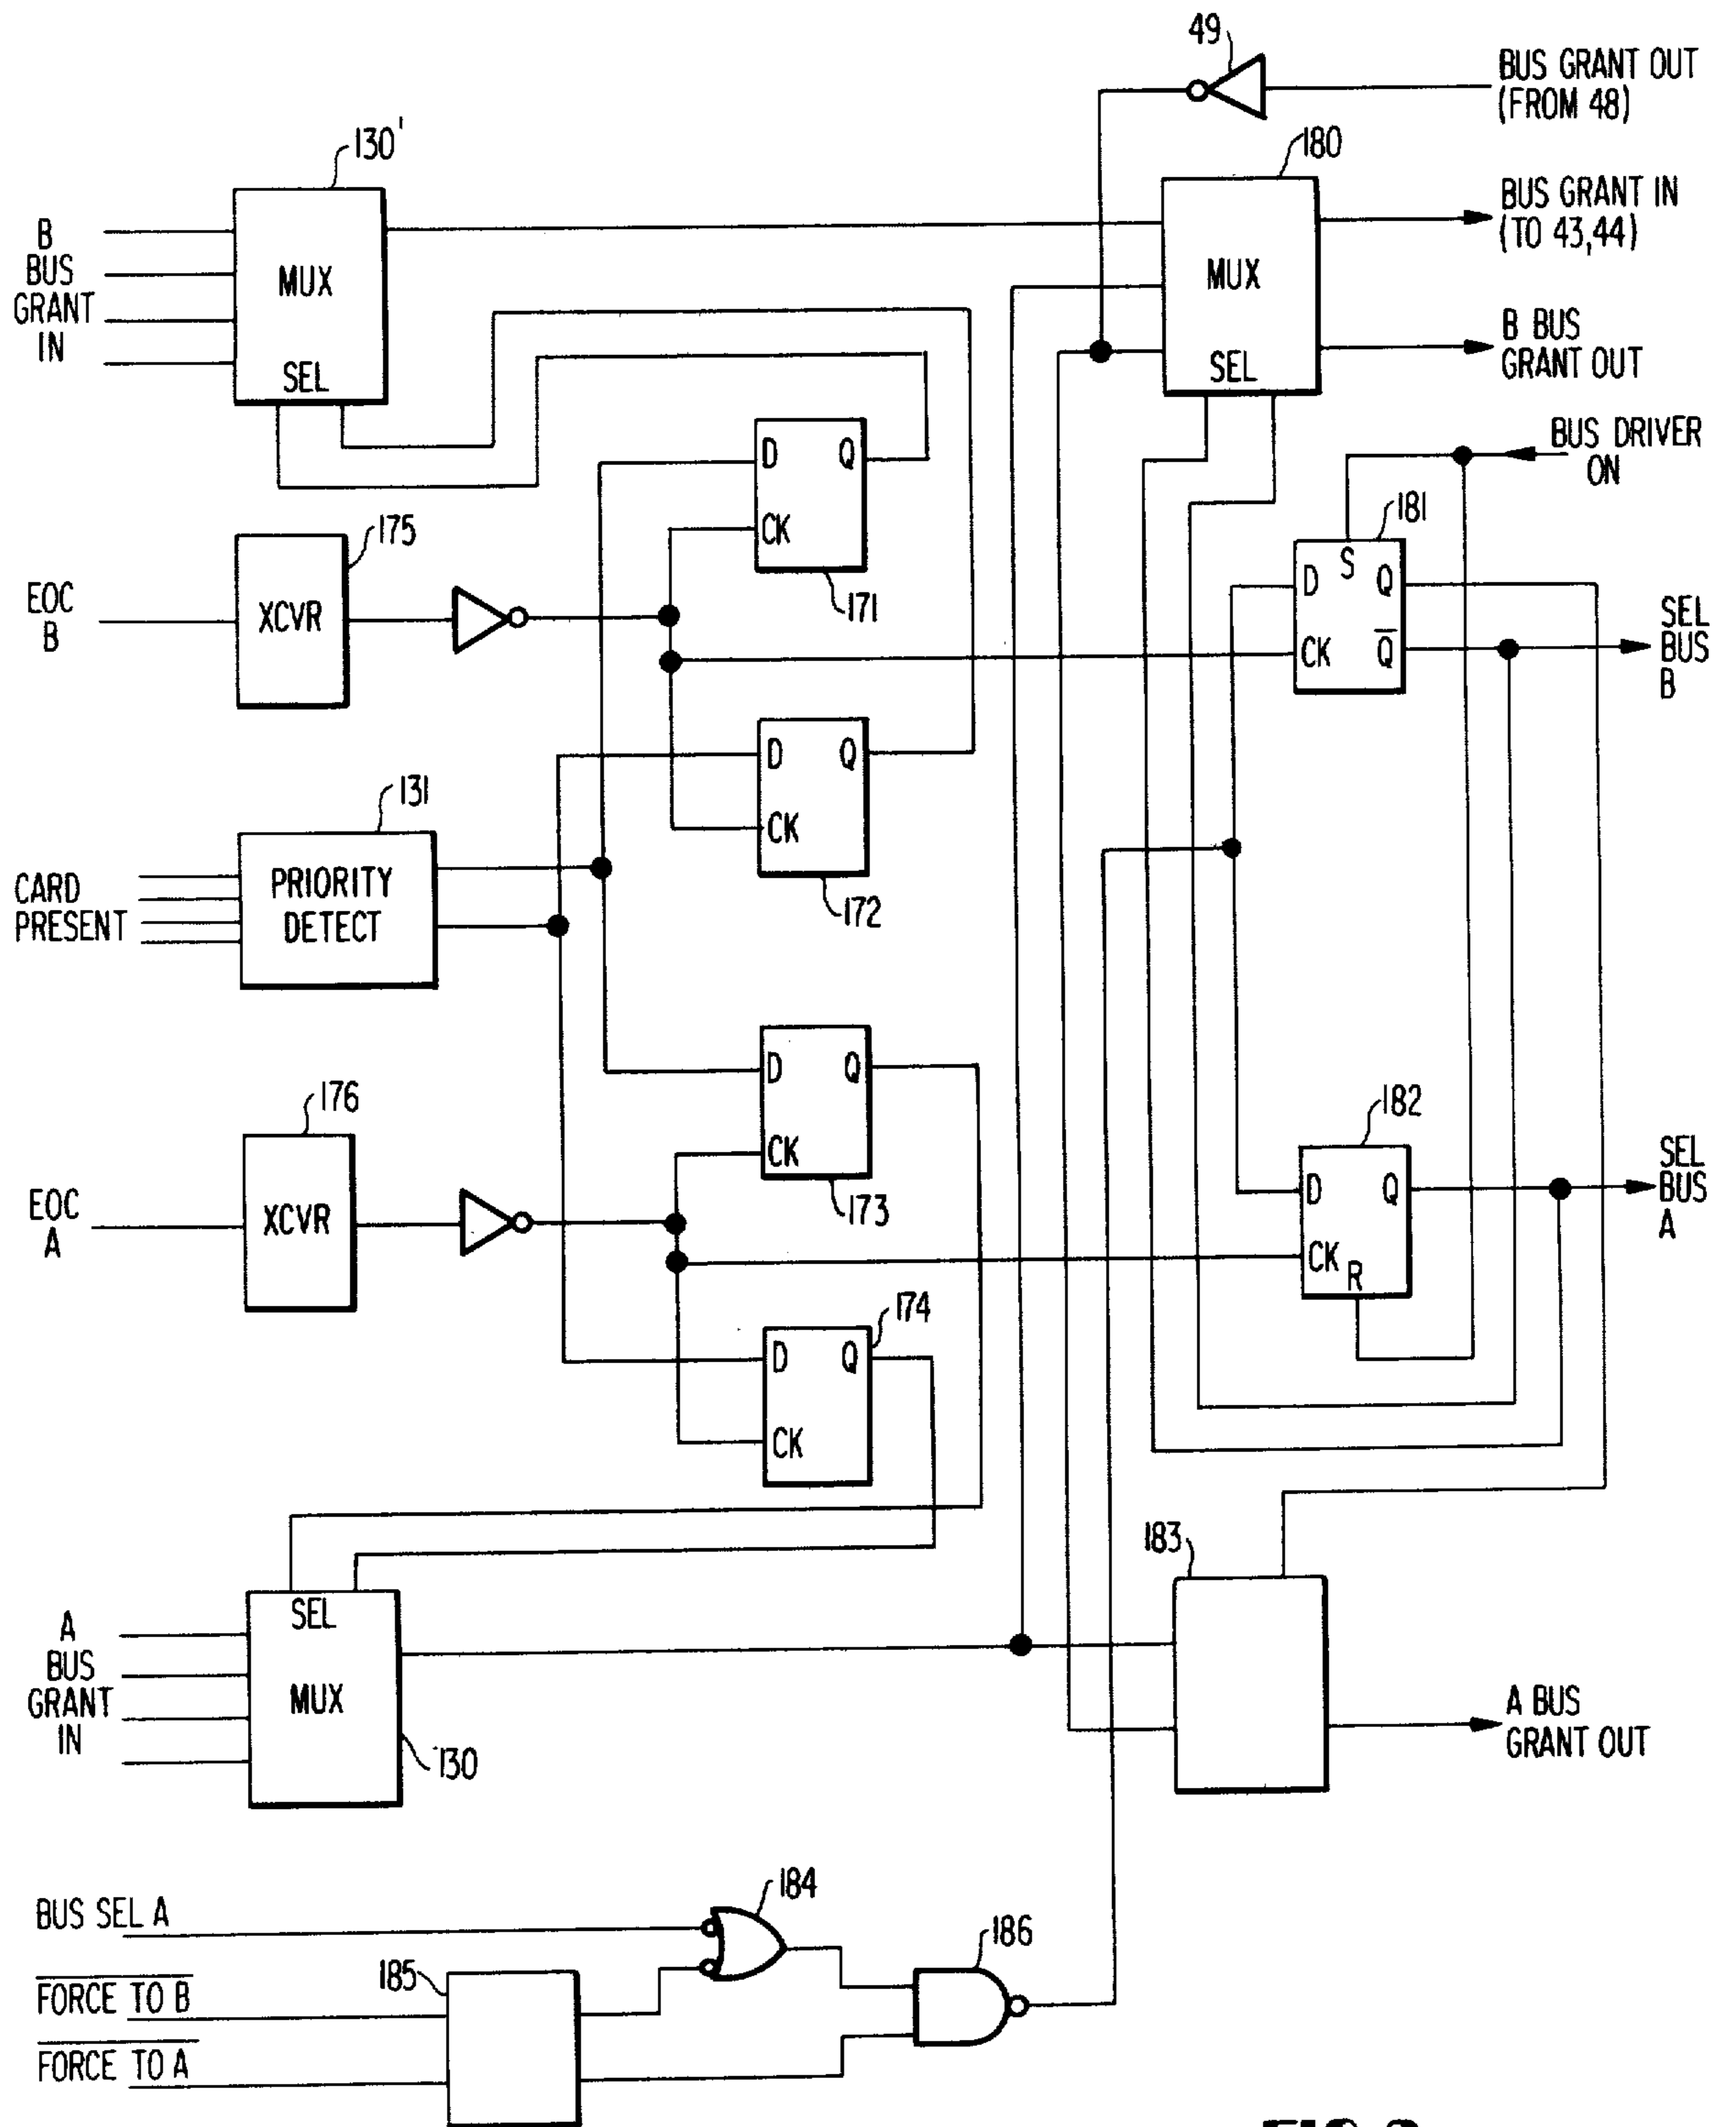 49
BUS GRANT OUT
(FROM 48)
130'
180
B
BUS
GRANT
IN
MUX
SEL
MUX
SEL
BUS GRANT IN
(TO 43,44)
B BUS
GRANT OUT
BUS DRIVER
ON
D Q
CK
171
181
S
D Q
CK Q̅
SEL
BUS
B
EOC
B
175
XCVR
D Q
CK
172
131
CARD
PRESENT
PRIORITY
DETECT
D Q
CK
173
176
EOC
A
XCVR
182
D Q
CK R
SEL
BUS
A
174
D Q
CK
183
A
BUS
GRANT
IN
SEL
MUX
130
A BUS
GRANT OUT
BUS SEL A
184
186
185
FORCE TO B
FORCE TO A